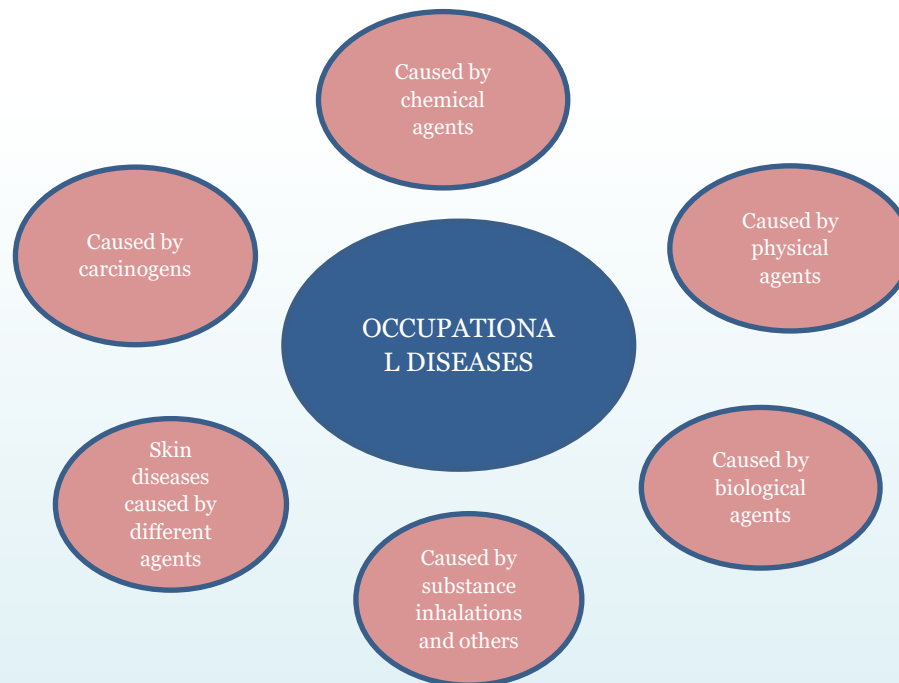 Caused by
chemical
agents
Caused by
carcinogens
Caused by
physical
agents
OCCUPATIONA
L DISEASES
Skin
diseases
caused by
different
agents
Caused by
biological
agents
Caused by
substance
inhalations
and others